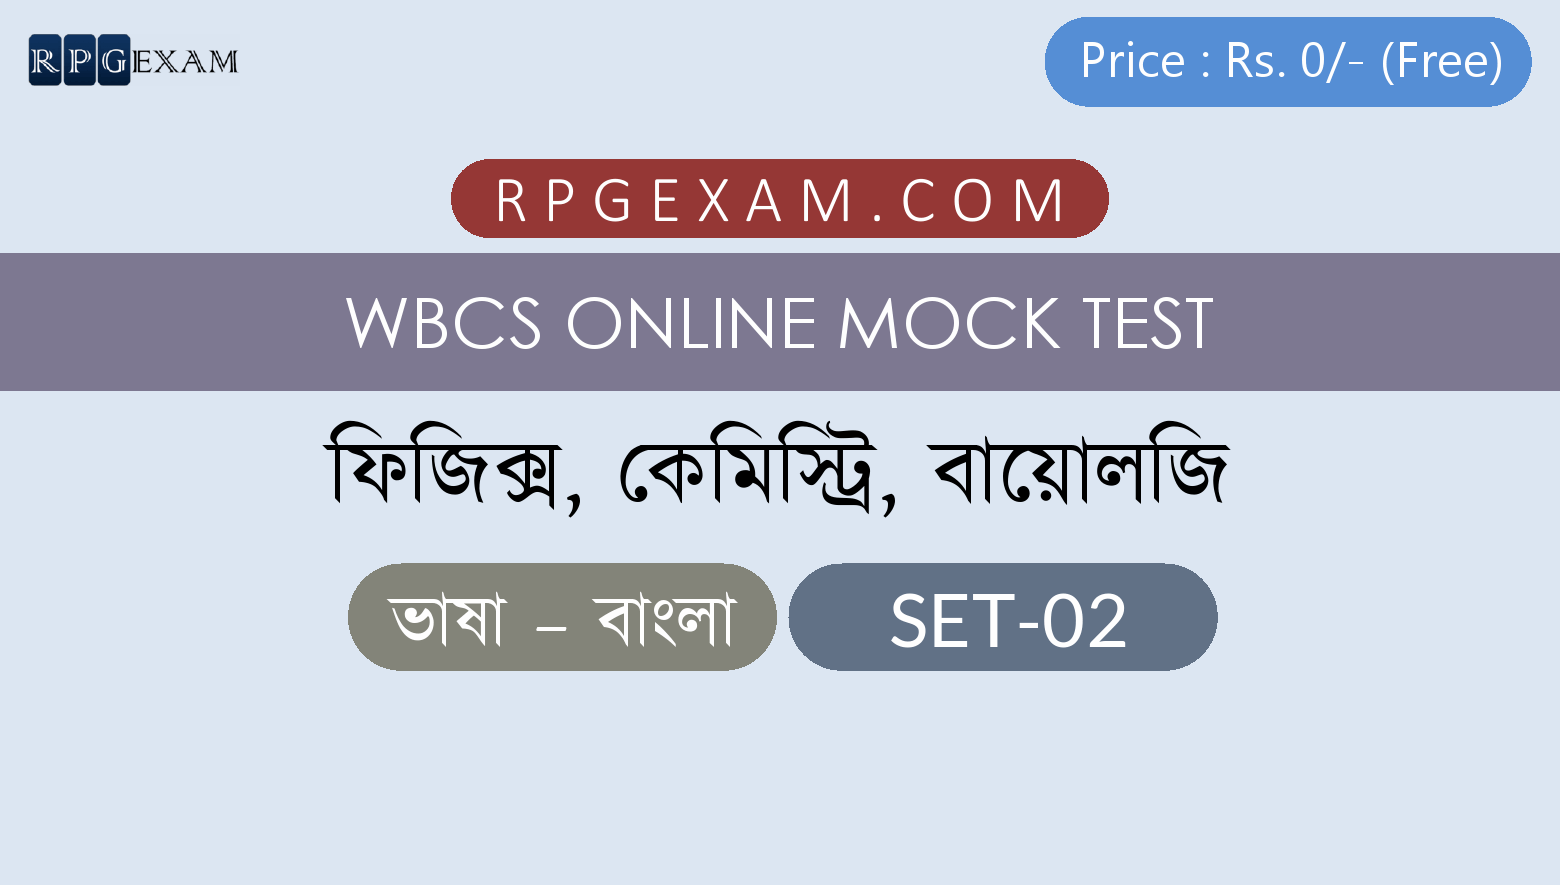 RPGEXAM
Price : Rs. 0/- (Free)
RPGEXAM.COM
WBCS ONLINE MOCK TEST
ফিজিক্স, কেমিস্ট্রি, বায়োলজি
ভাষা – বাংলা
SET-02